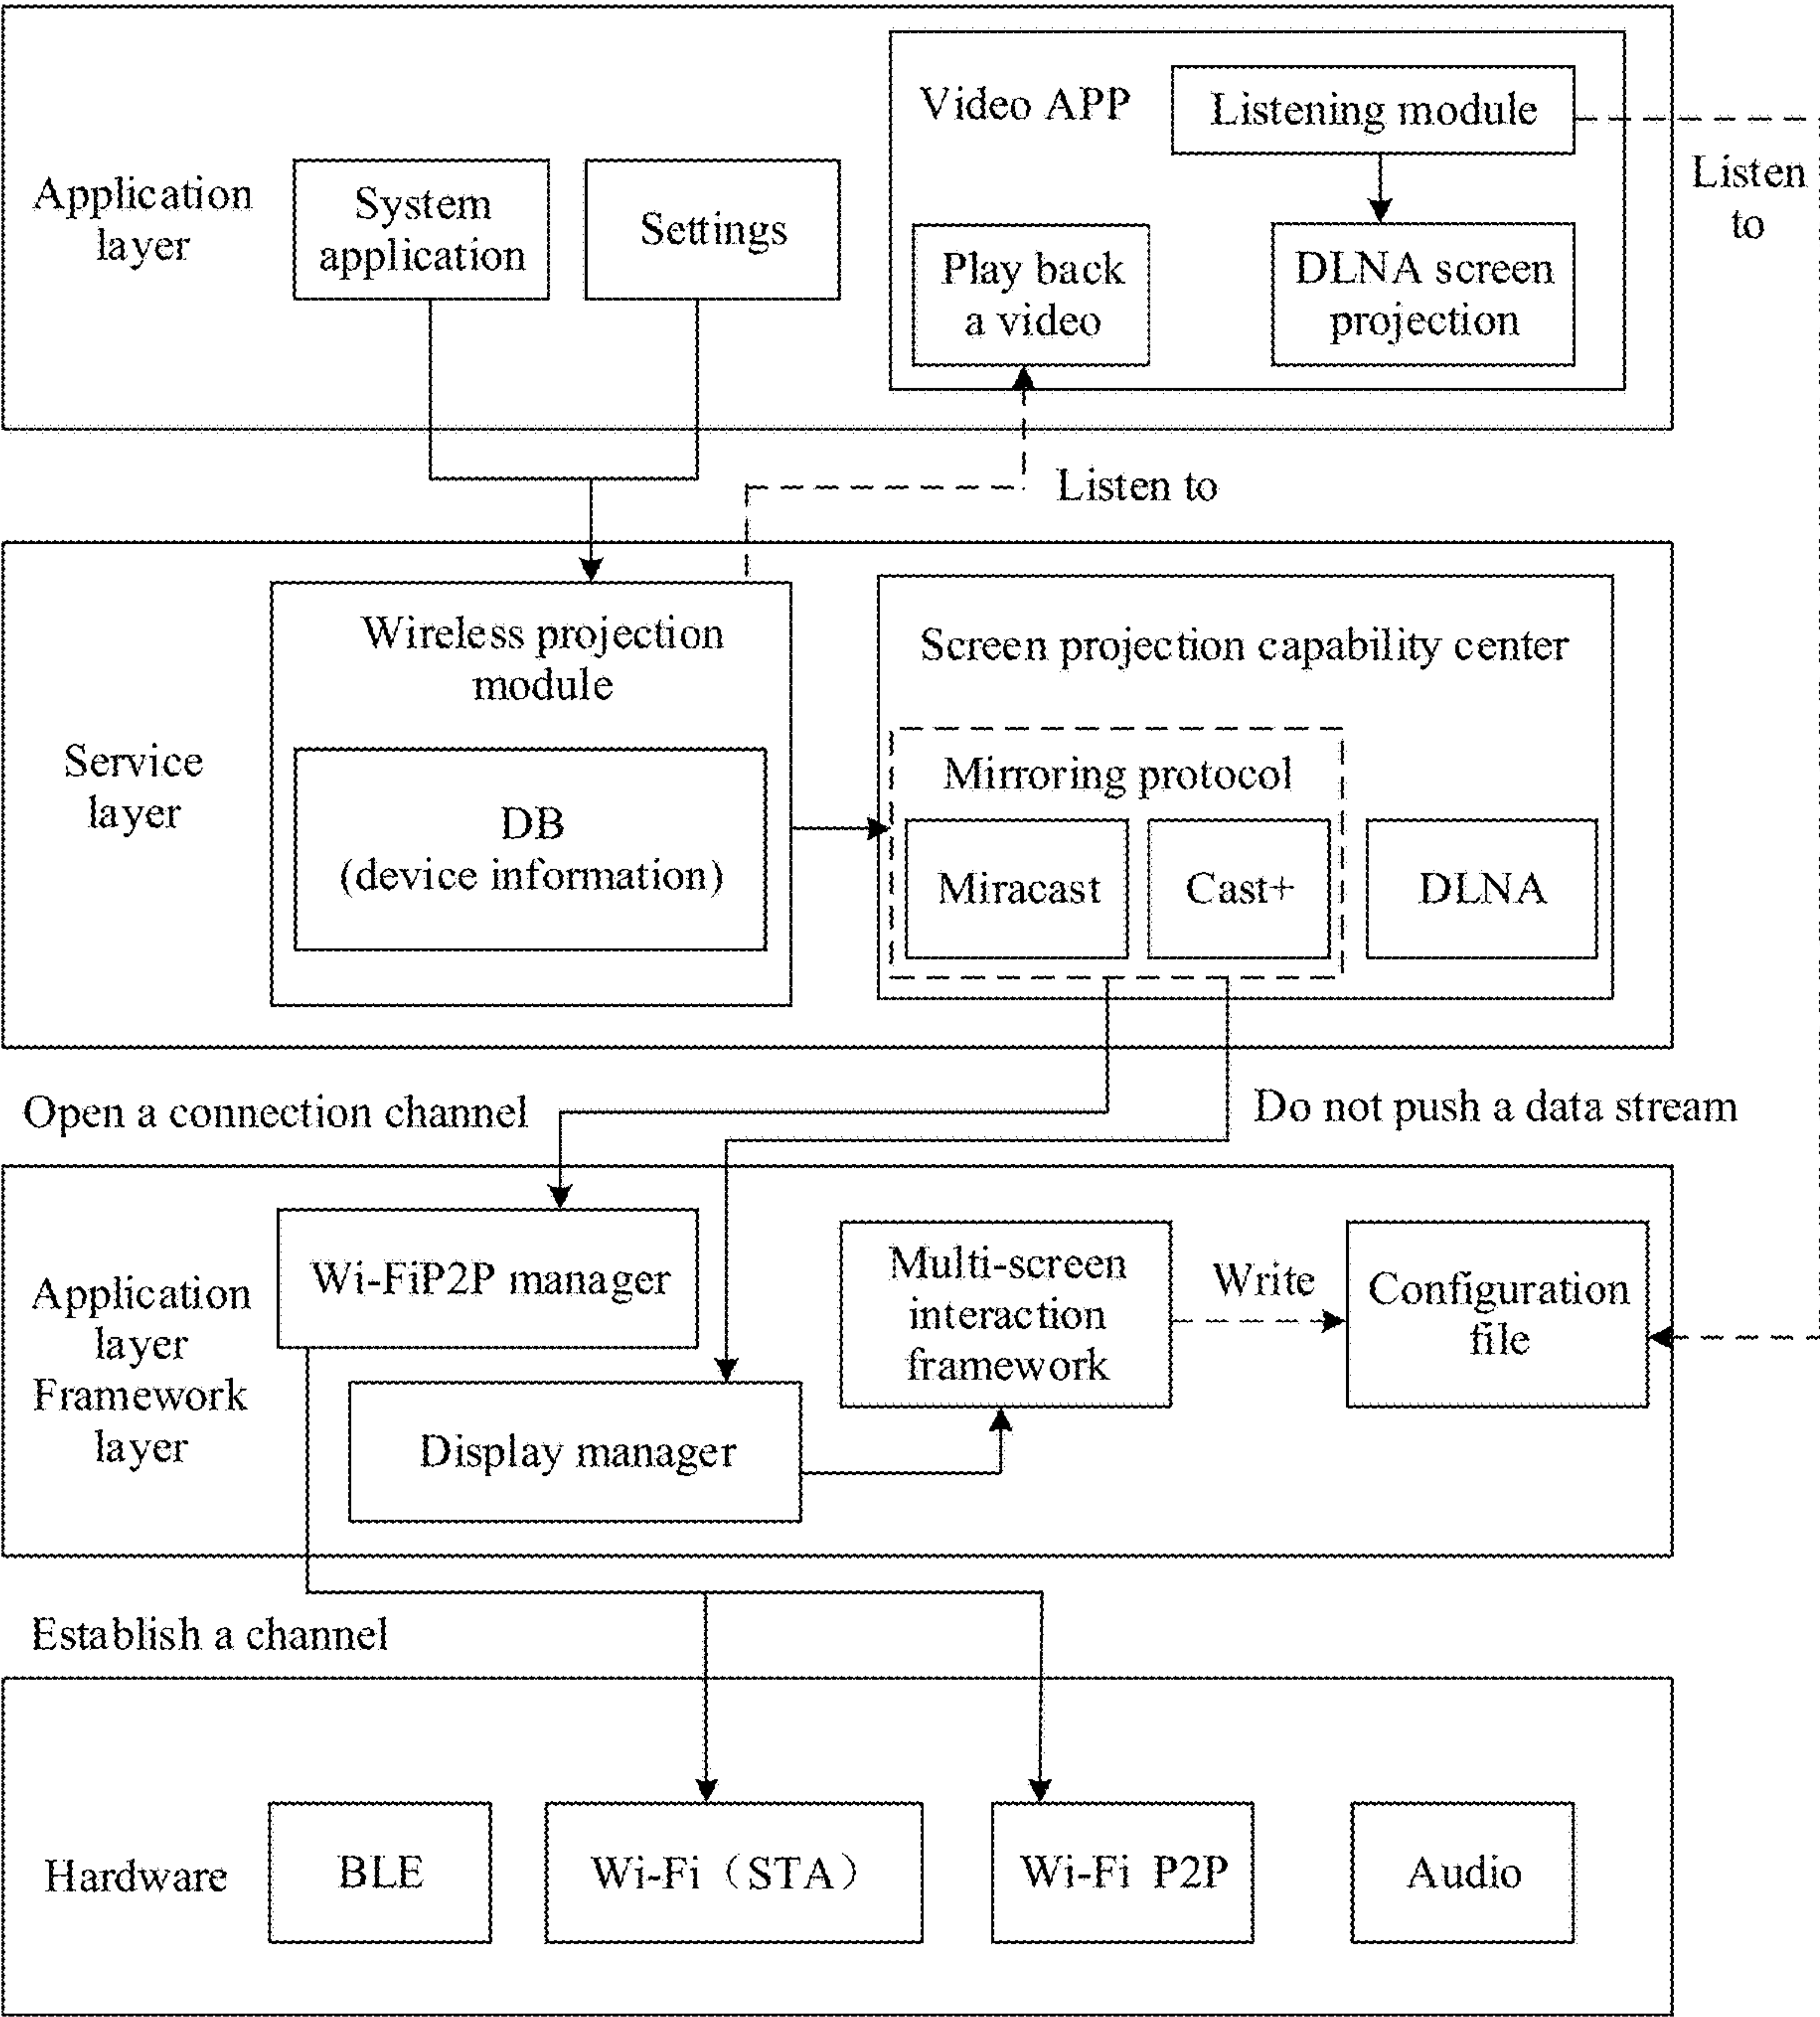 Application
layer
System
application
Settings
Video APP
Listening module
Play back
a video
DLNA screen
projection
Listen
to
Listen to
Service
layer
Wireless projection
module
DB
(device information)
Screen projection capability center
Mirroring protocol
Miracast
Cast+
DLNA
Open a connection channel
Do not push a data stream
Application
layer
Framework
layer
Wi-FiP2P manager
Display manager
Multi-screen
interaction
framework
Write
Configuration
file
Establish a channel
Hardware
BLE
Wi-Fi（STA）
Wi-Fi P2P
Audio